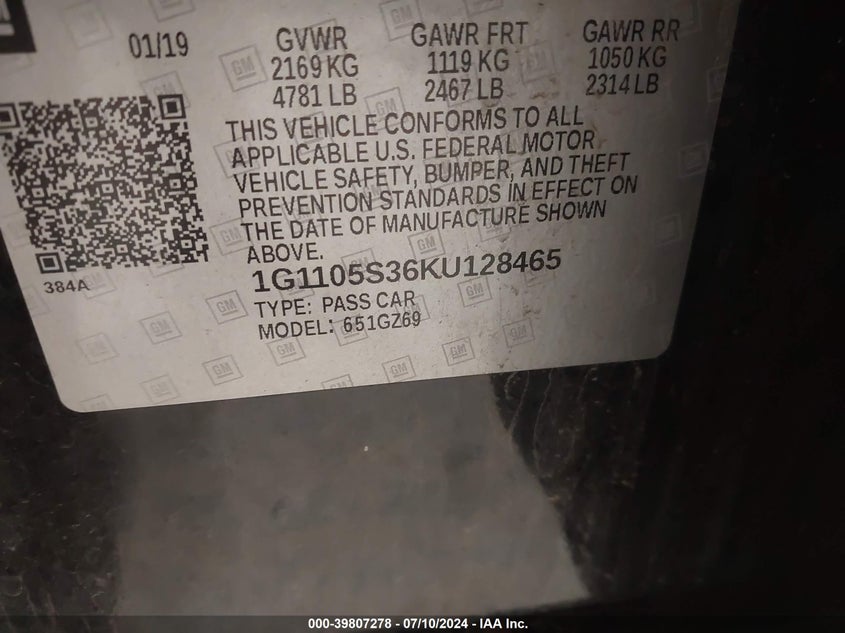 01/19
GVWR GAWR FRT GAWR RR
2169 KG 1119 KG 1050 KG
4781 LB 2467 LB 2314 LB
THIS VEHICLE CONFORMS TO ALL
APPLICABLE U.S. FEDERAL MOTOR
VEHICLE SAFETY, BUMPER, AND THEFT
PREVENTION STANDARDS IN EFFECT ON
THE DATE OF MANUFACTURE SHOWN
ABOVE.
384A
1G1105S36KU128465
TYPE: PASS CAR
MODEL: 651GZ69
000-39807278 - 07/10/2024 - IAA Inc.